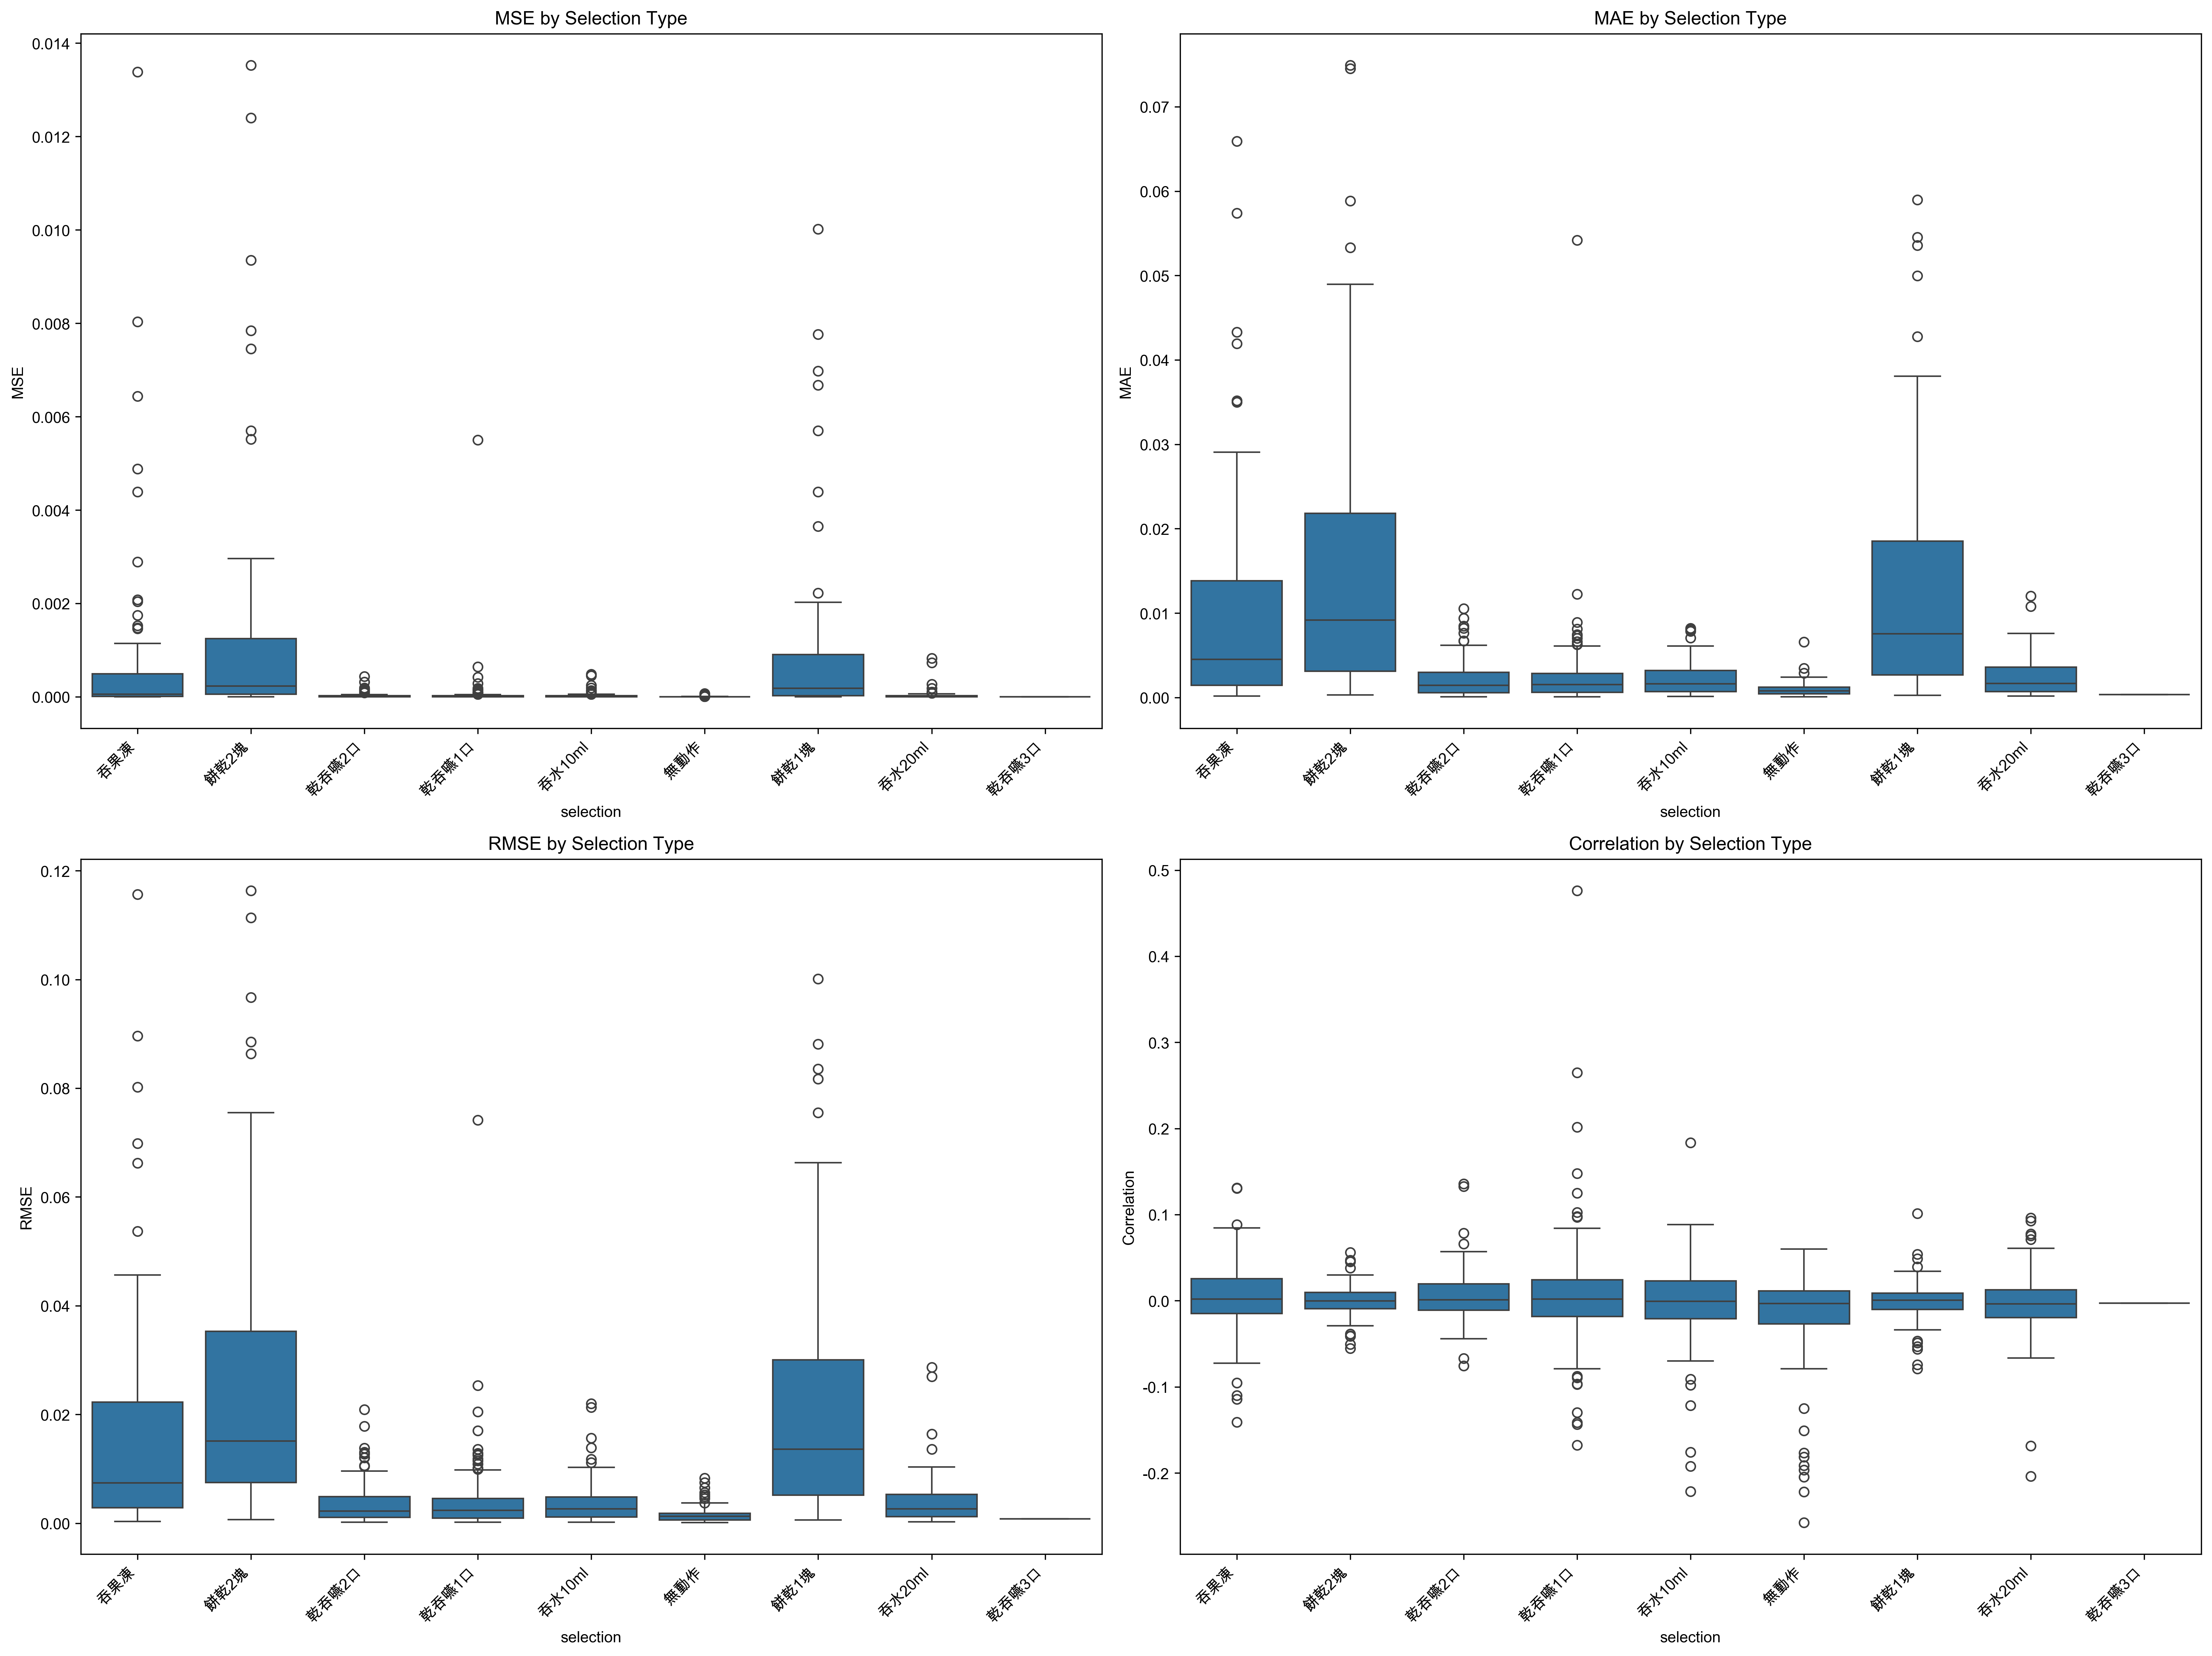 MSE by Selection Type
MSE
0.014
0.012
0.010
0.008
0.006
0.004
0.002
0.000
吞果凍
餅乾2塊
乾吞嚥2口
乾吞嚥1口
吞水10ml
無動作
餅乾1塊
吞水20ml
乾吞嚥3口
selection
MAE by Selection Type
MAE
0.07
0.06
0.05
0.04
0.03
0.02
0.01
0.00
吞果凍
餅乾2塊
乾吞嚥2口
乾吞嚥1口
吞水10ml
無動作
餅乾1塊
吞水20ml
乾吞嚥3口
selection
RMSE by Selection Type
RMSE
0.12
0.10
0.08
0.06
0.04
0.02
0.00
吞果凍
餅乾2塊
乾吞嚥2口
乾吞嚥1口
吞水10ml
無動作
餅乾1塊
吞水20ml
乾吞嚥3口
selection
Correlation by Selection Type
Correlation
0.5
0.4
0.3
0.2
0.1
0.0
-0.1
-0.2
吞果凍
餅乾2塊
乾吞嚥2口
乾吞嚥1口
吞水10ml
無動作
餅乾1塊
吞水20ml
乾吞嚥3口
selection